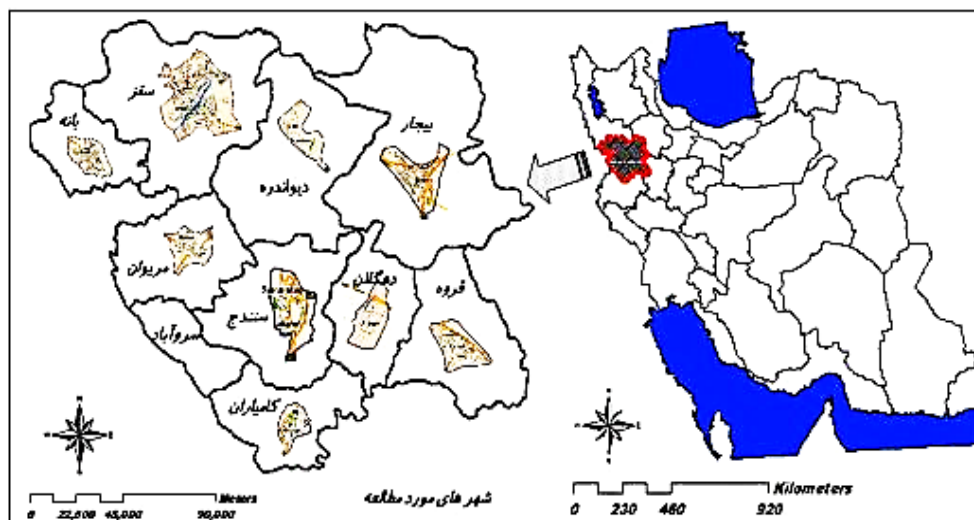 سقز
بانه
بیجار
دیواندره
مریوان
دهگلان
قروه
سنندج
سروآباد
کامیاران
شهر های مورد مطالعه
Meters
0 22,500 45,000 90,000
Kilometers
0 230 460 920